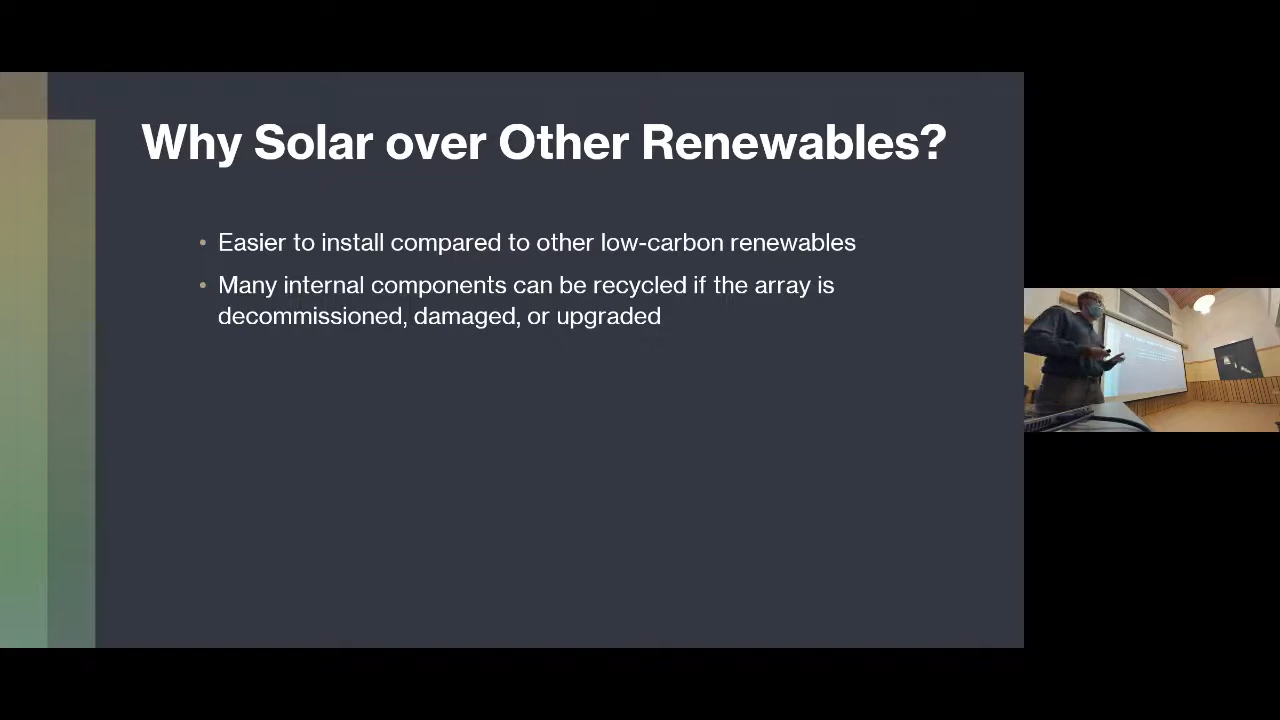 Why Solar over Other Renewables?
• Easier to install compared to other low-carbon renewables
• Many internal components can be recycled if the array is
decommissioned, damaged, or upgraded